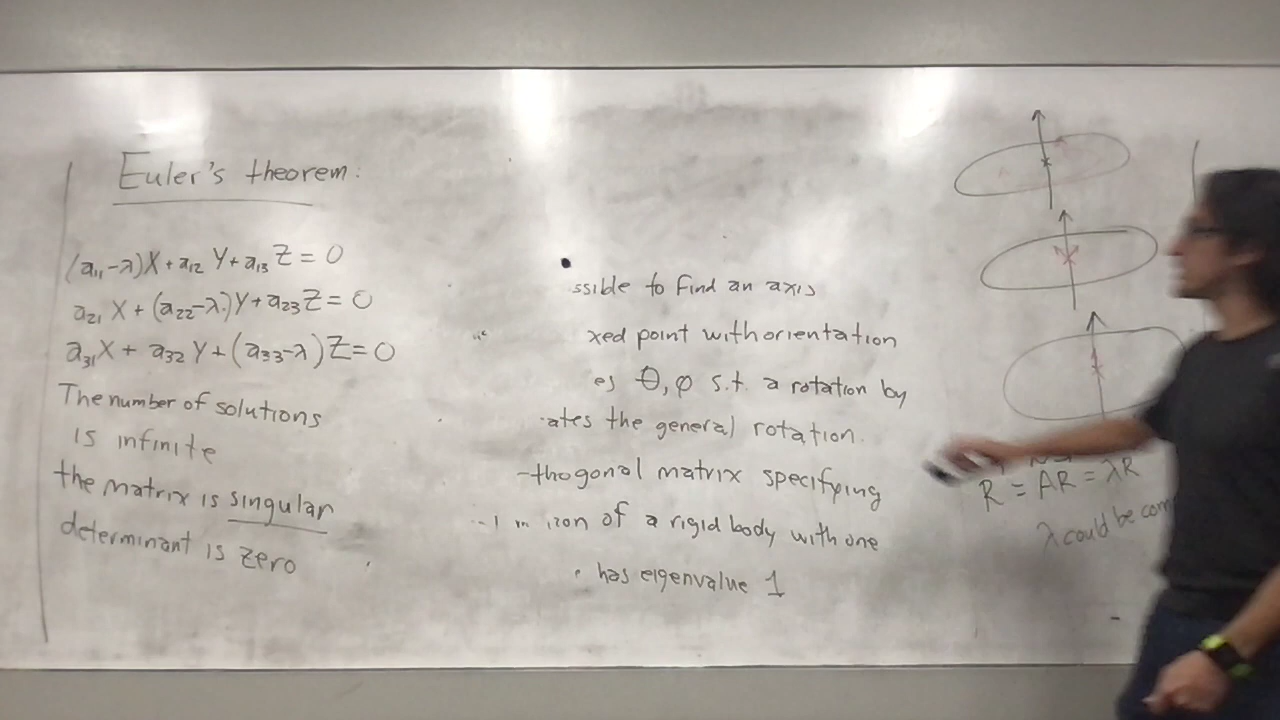 Euler's theorem:
(a₁₁-λ)X + a₁₂ Y + a₁₃ Z = 0
a₂₁ X + (a₂₂-λ)Y + a₂₃ Z = 0
a₃₁ X + a₃₂ Y + (a₃₃-λ)Z = 0
The number of solutions
is infinite
the matrix is singular
determinant is zero
ssible to find an axis
xed point with orientation
es θ, φ s.t. a rotation by
ates the general rotation.
thogonal matrix specifying
of a rigid body with one
has eigenvalue 1
R = AR = λR
λ could be com